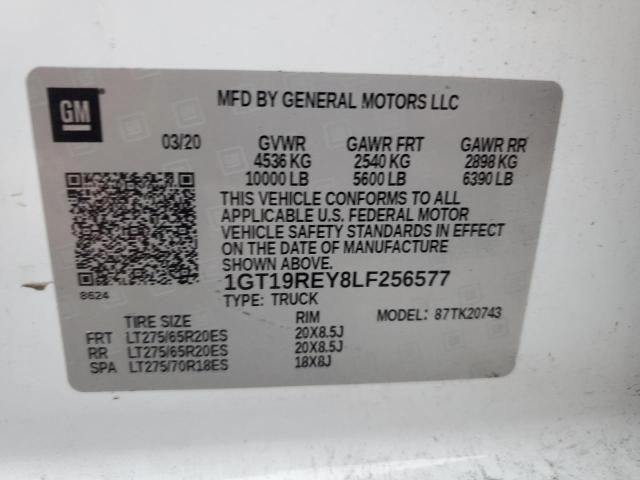 GM
MFD BY GENERAL MOTORS LLC
03/20 GVWR GAWR FRT GAWR RR
4536 KG 2540 KG 2898 KG
10000 LB 5600 LB 6390 LB
THIS VEHICLE CONFORMS TO ALL
APPLICABLE U.S. FEDERAL MOTOR
VEHICLE SAFETY STANDARDS IN EFFECT
ON THE DATE OF MANUFACTURE
SHOWN ABOVE.
8624
1GT19REY8LF256577
TYPE: TRUCK
TIRE SIZE RIM MODEL: 87TK20743
FRT LT275/65R20ES 20X8.5J
RR LT275/65R20ES 20X8.5J
SPA LT275/70R18ES 18X8J